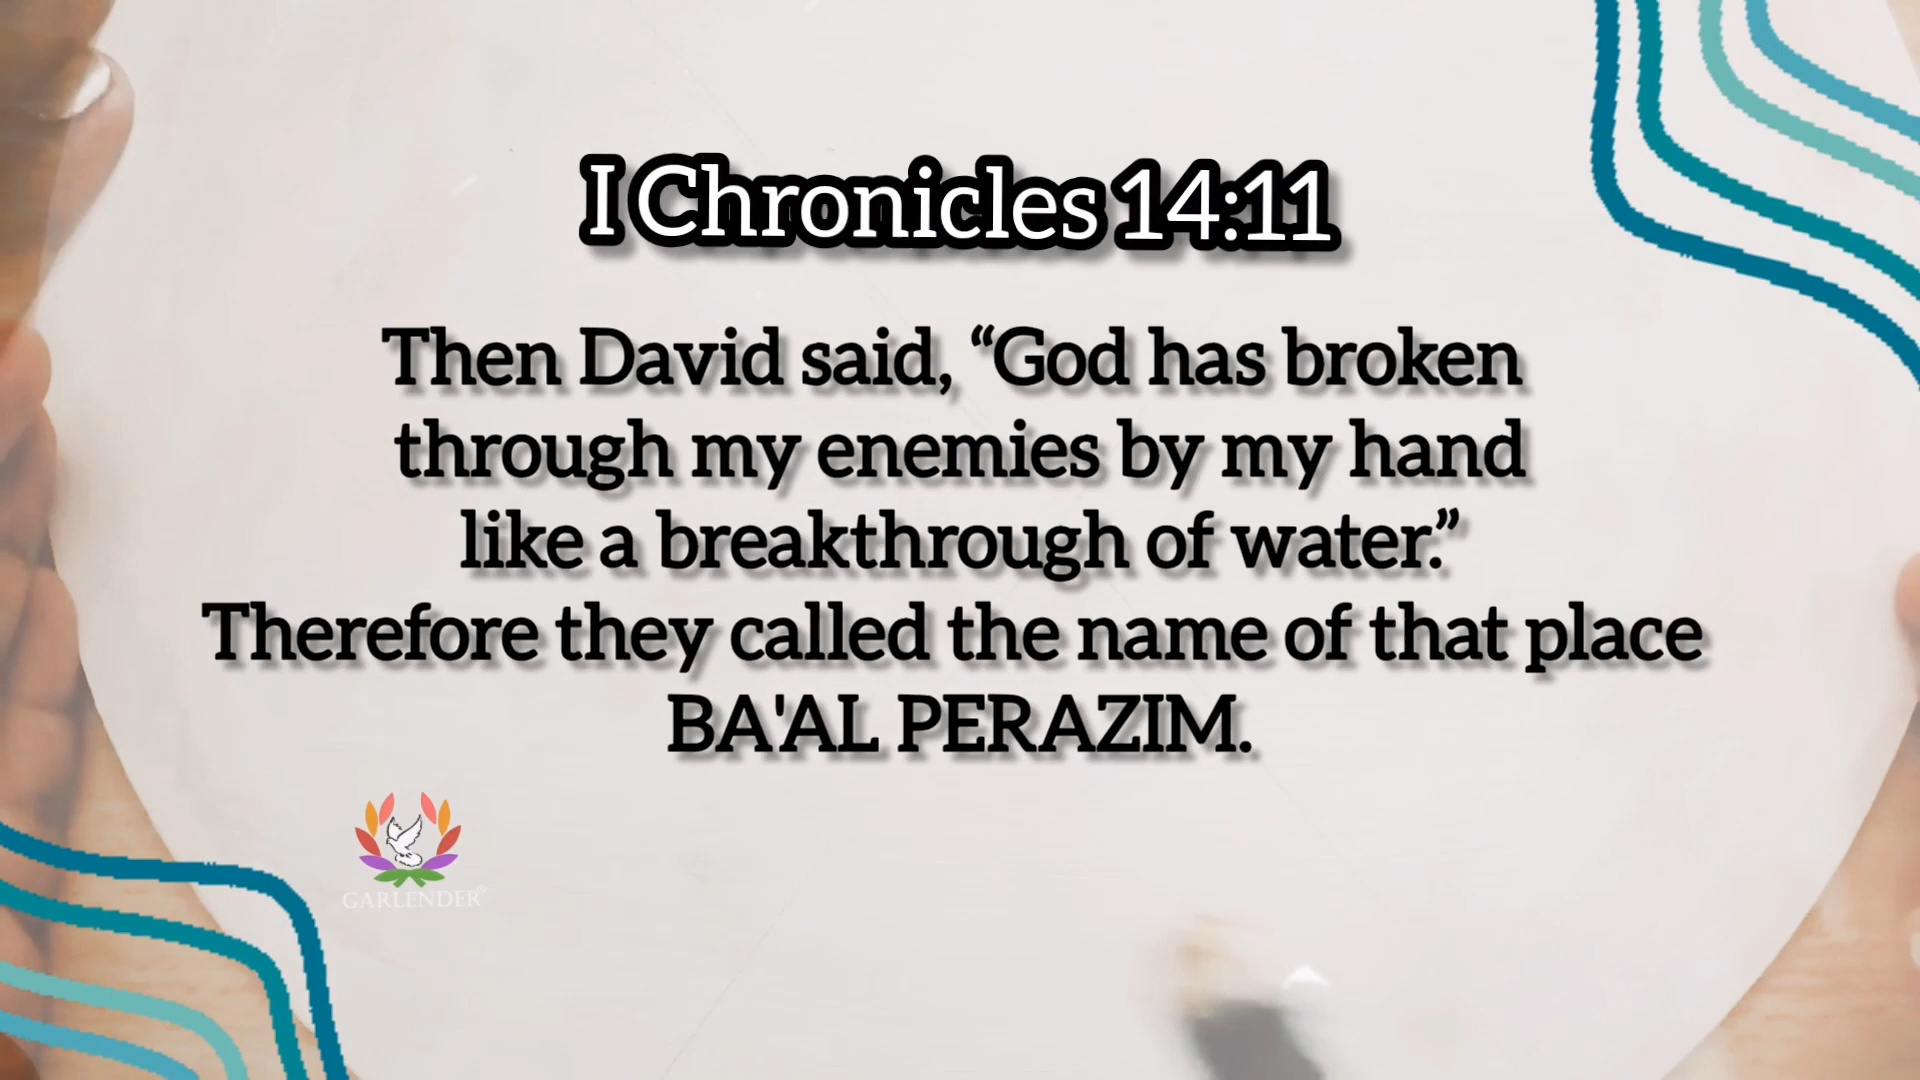 I Chronicles 14:11
Then David said, “God has broken
through my enemies by my hand
like a breakthrough of water.”
Therefore they called the name of that place
BA'AL PERAZIM.
GARLENDER®